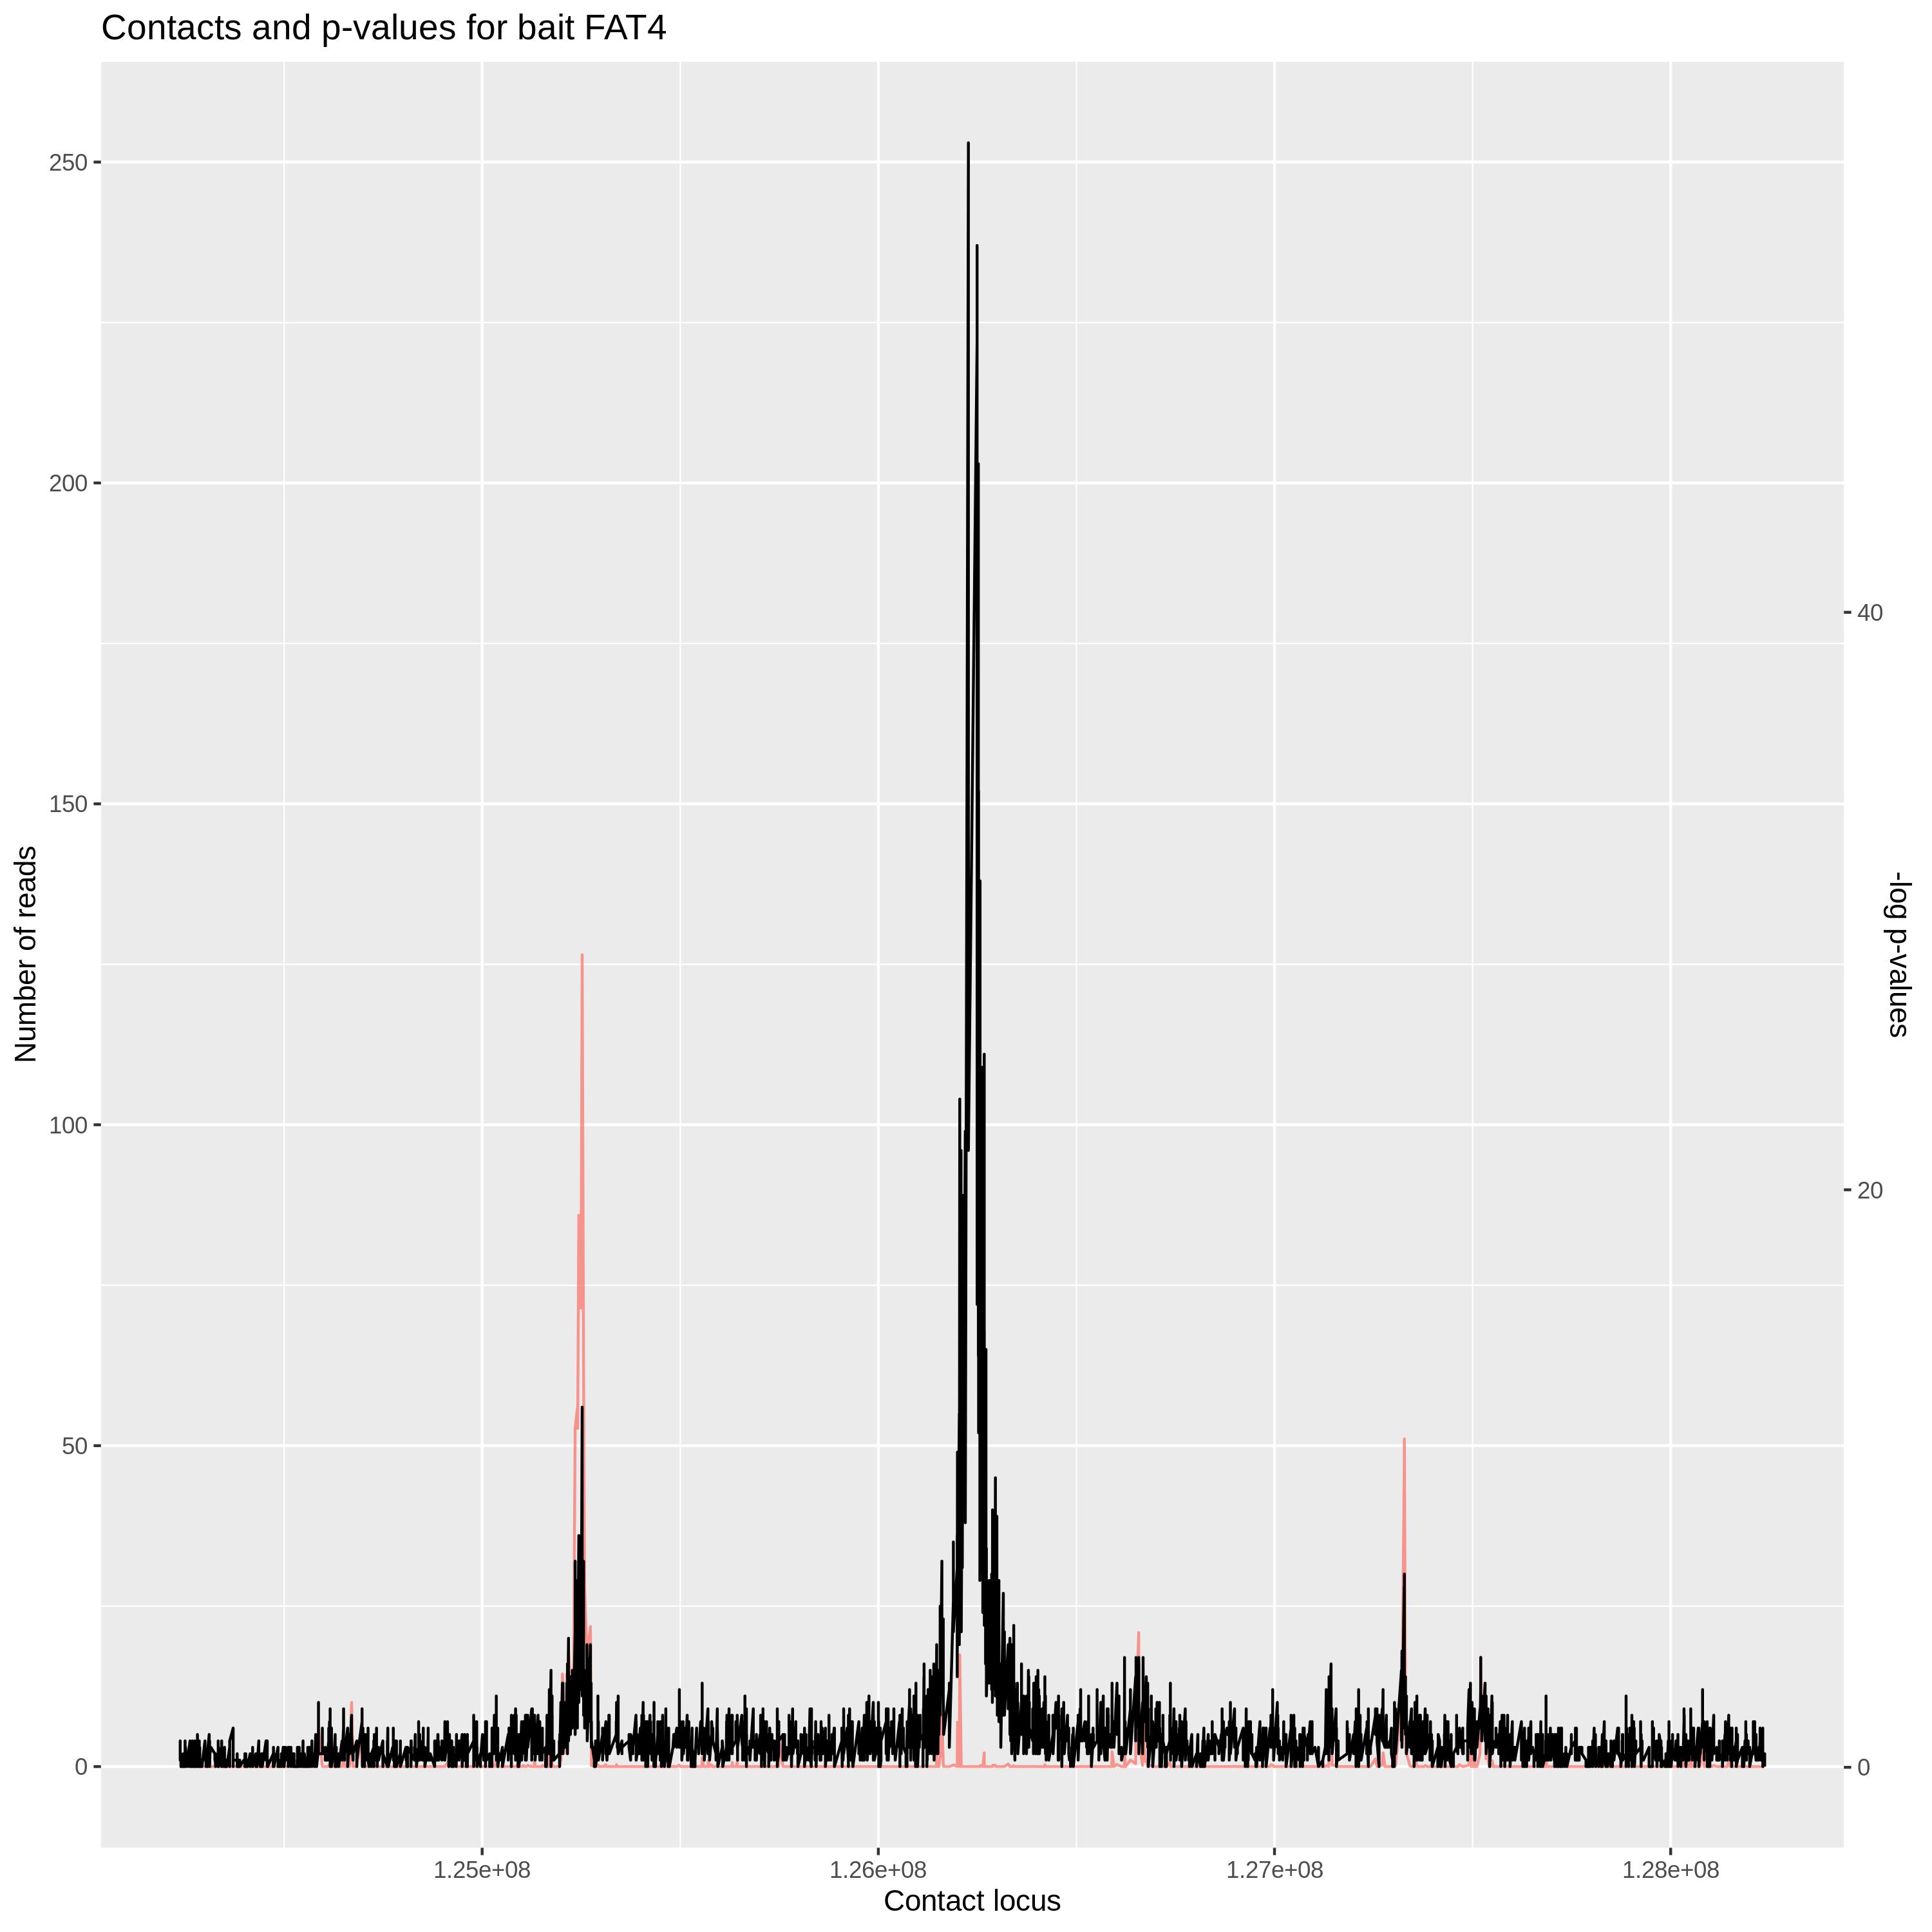 Contacts and p-values for bait FAT4
Number of reads
250
200
150
100
50
0
40
20
0
-log p-values
1.25e+08
1.26e+08
1.27e+08
1.28e+08
Contact locus